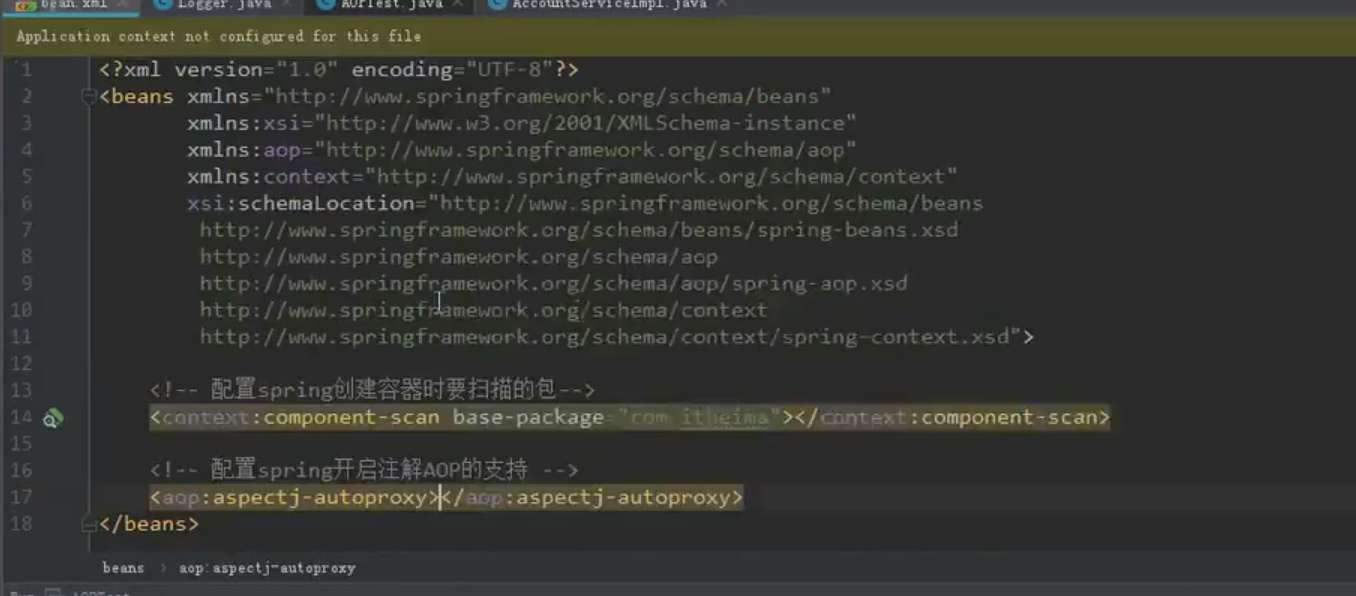 bean.xml Logger.java AOPTest.java AccountServiceImpl.java
Application context not configured for this file
1 <?xml version="1.0" encoding="UTF-8"?>
2 <beans xmlns="http://www.springframework.org/schema/beans"
3 xmlns:xsi="http://www.w3.org/2001/XMLSchema-instance"
4 xmlns:aop="http://www.springframework.org/schema/aop"
5 xmlns:context="http://www.springframework.org/schema/context"
6 xsi:schemaLocation="http://www.springframework.org/schema/beans
7 http://www.springframework.org/schema/beans/spring-beans.xsd
8 http://www.springframework.org/schema/aop
9 http://www.springframework.org/schema/aop/spring-aop.xsd
10 http://www.springframework.org/schema/context
11 http://www.springframework.org/schema/context/spring-context.xsd">
12
13 <!-- 配置spring创建容器时要扫描的包-->
14 <context:component-scan base-package="com.itheima"></context:component-scan>
15
16 <!-- 配置spring开启注解AOP的支持 -->
17 <aop:aspectj-autoproxy></aop:aspectj-autoproxy>
18 </beans>
beans > aop:aspectj-autoproxy